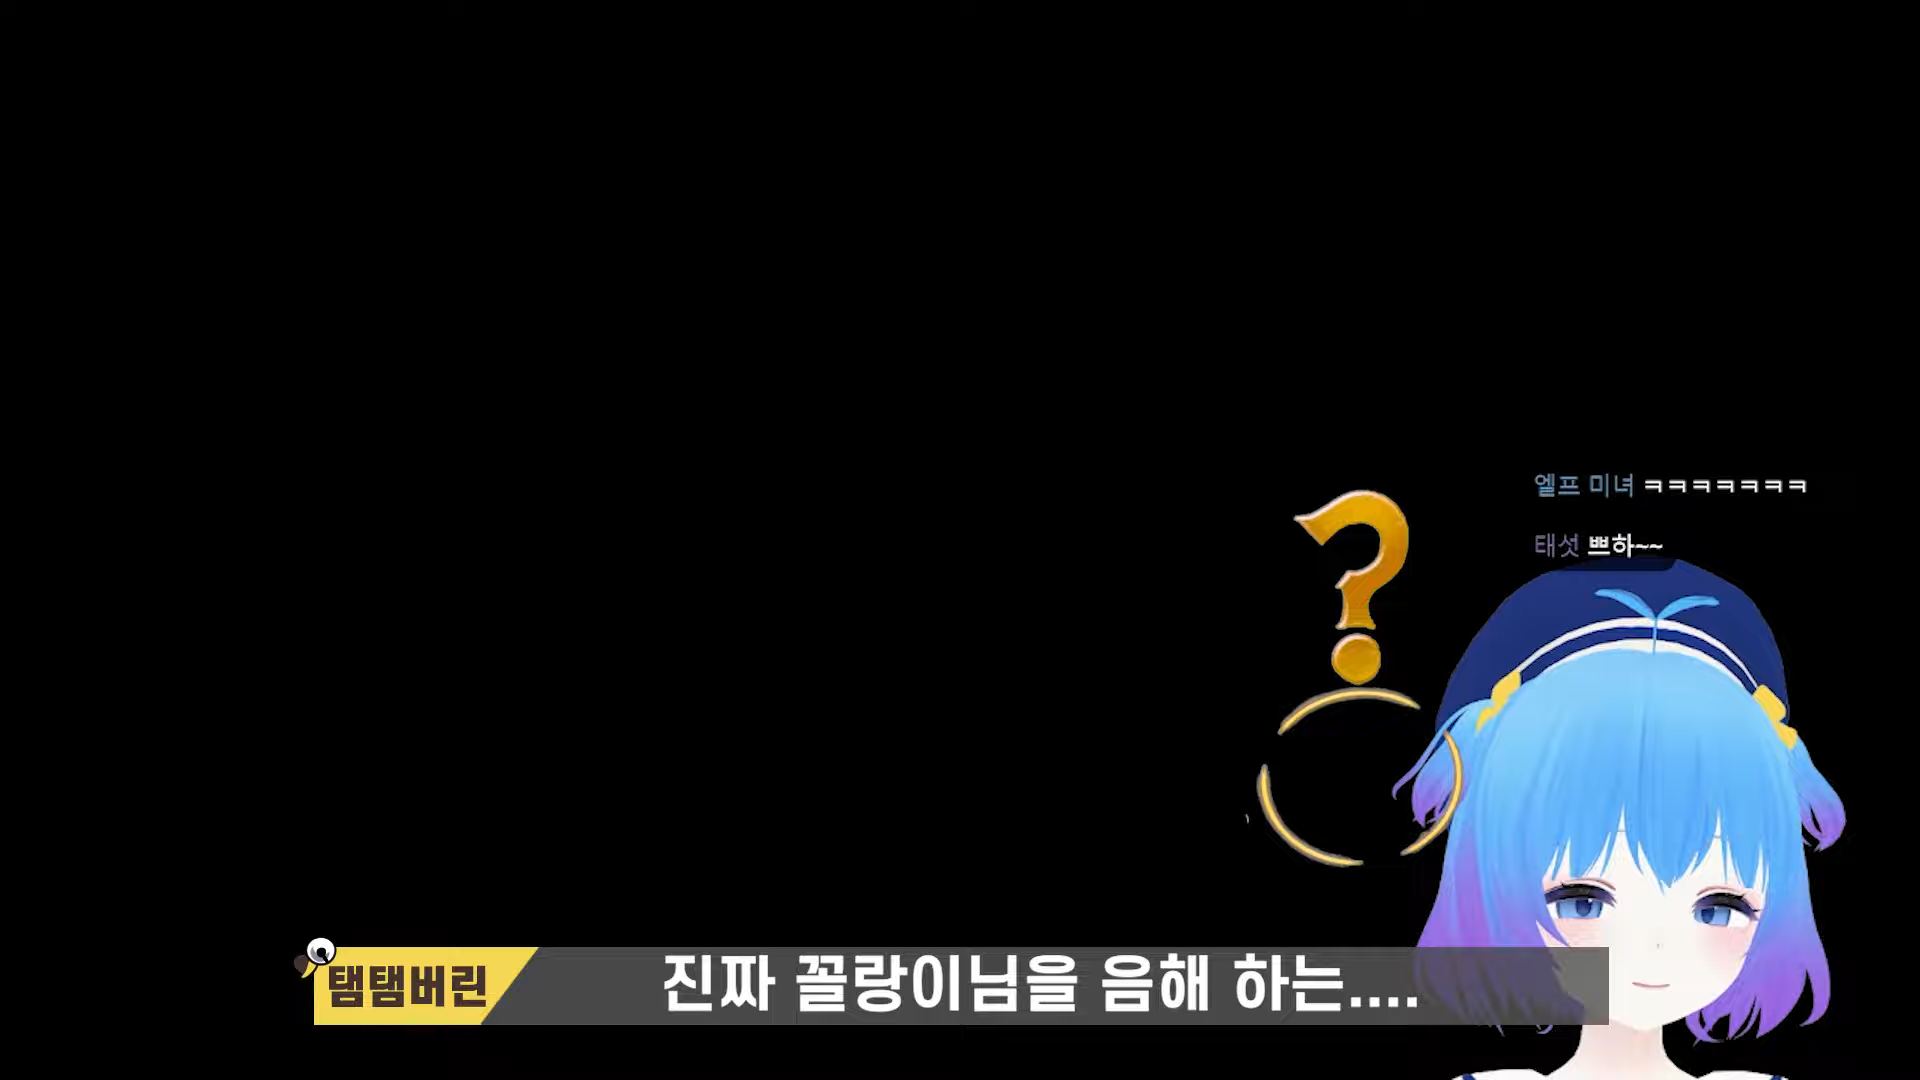 엘프 미녀 ㅋㅋㅋㅋㅋㅋㅋ
태섯 쁘하~~
?
탬탬버린
진짜 꼴랑이님을 음해 하는....